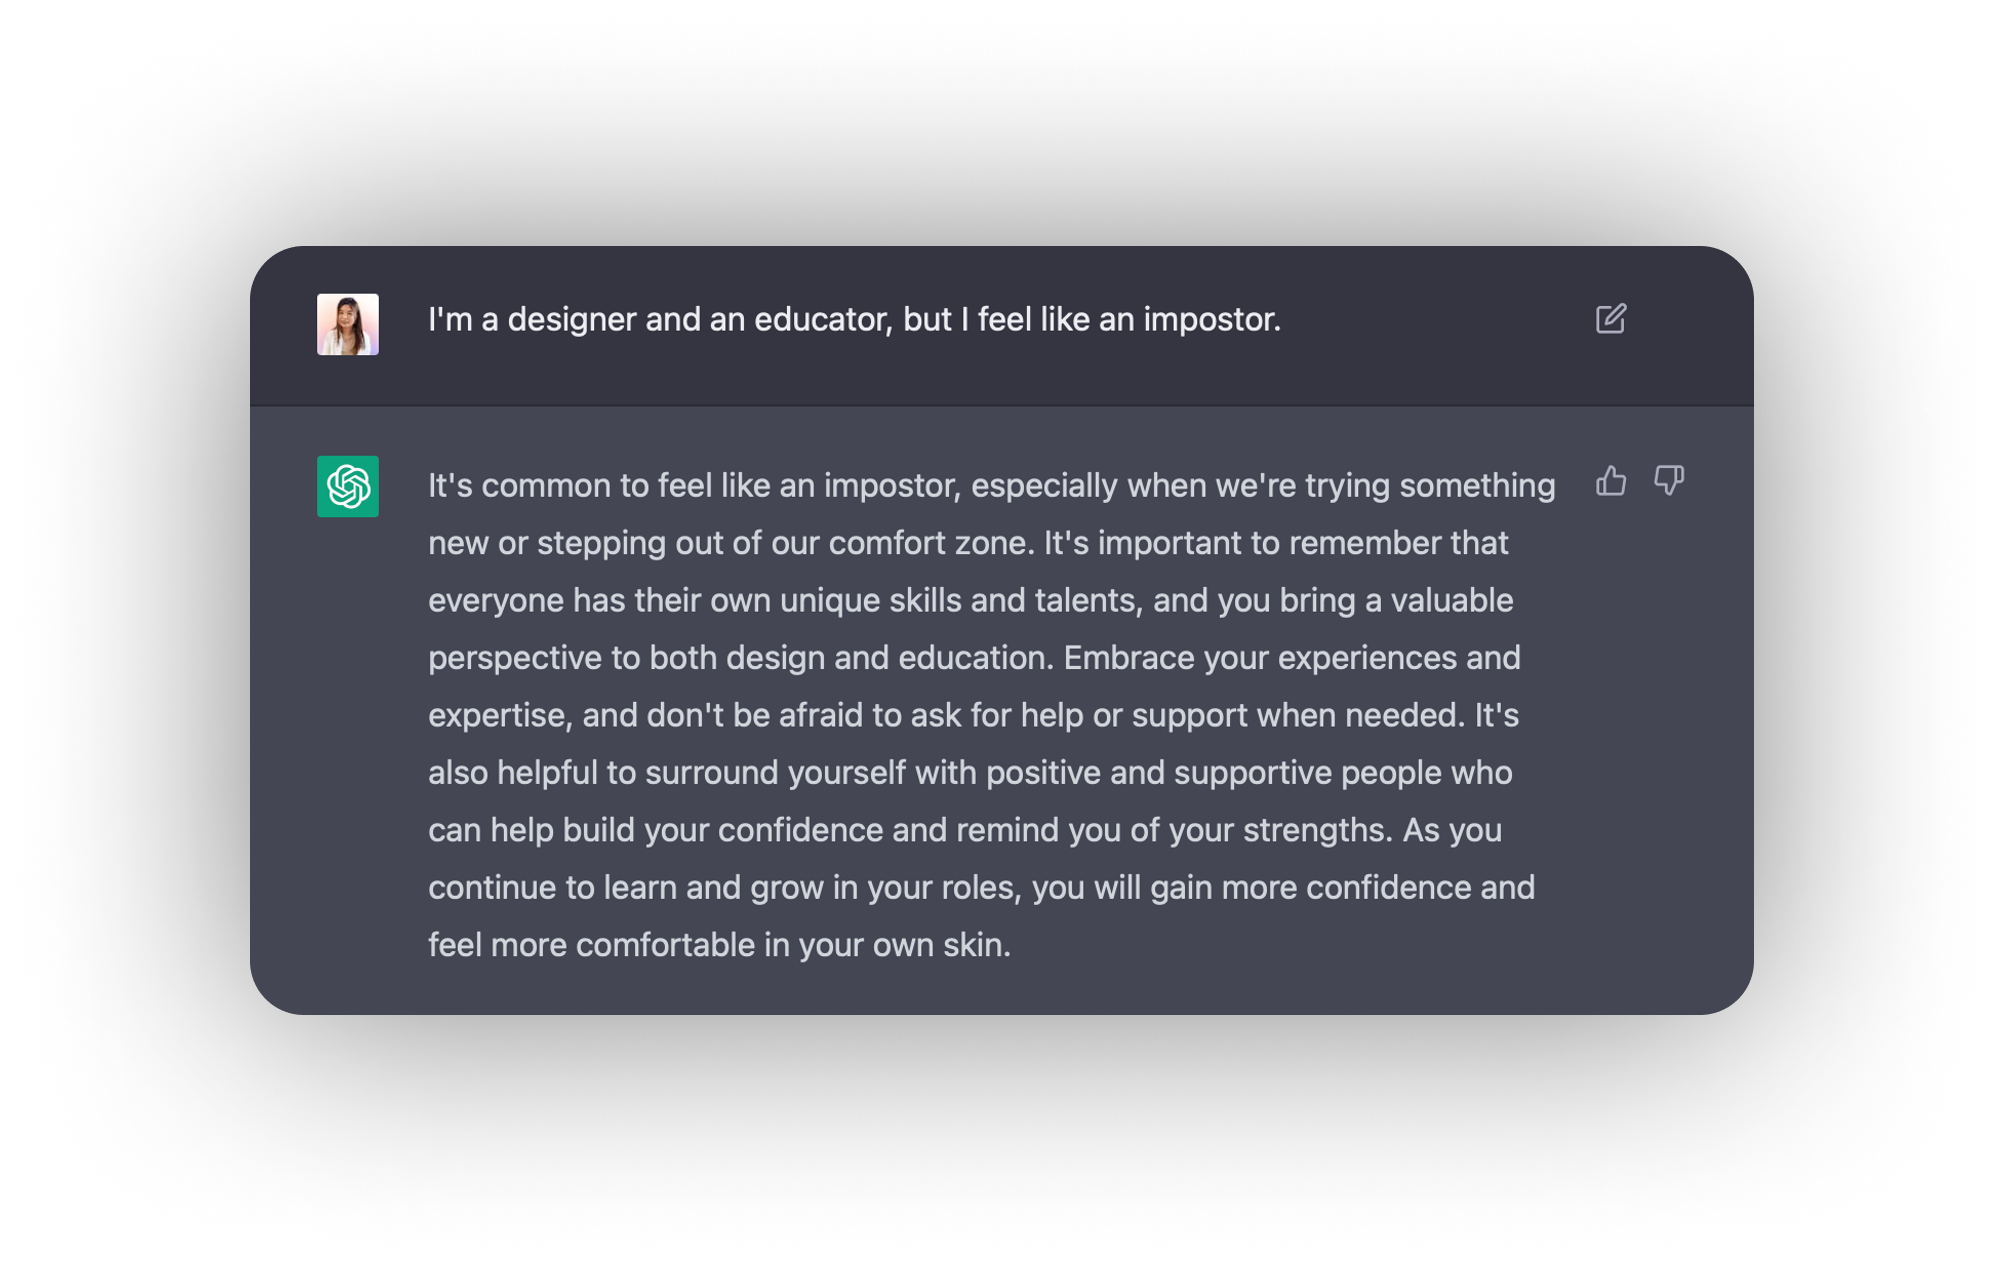 I'm a designer and an educator, but I feel like an impostor.
It's common to feel like an impostor, especially when we're trying something
new or stepping out of our comfort zone. It's important to remember that
everyone has their own unique skills and talents, and you bring a valuable
perspective to both design and education. Embrace your experiences and
expertise, and don't be afraid to ask for help or support when needed. It's
also helpful to surround yourself with positive and supportive people who
can help build your confidence and remind you of your strengths. As you
continue to learn and grow in your roles, you will gain more confidence and
feel more comfortable in your own skin.